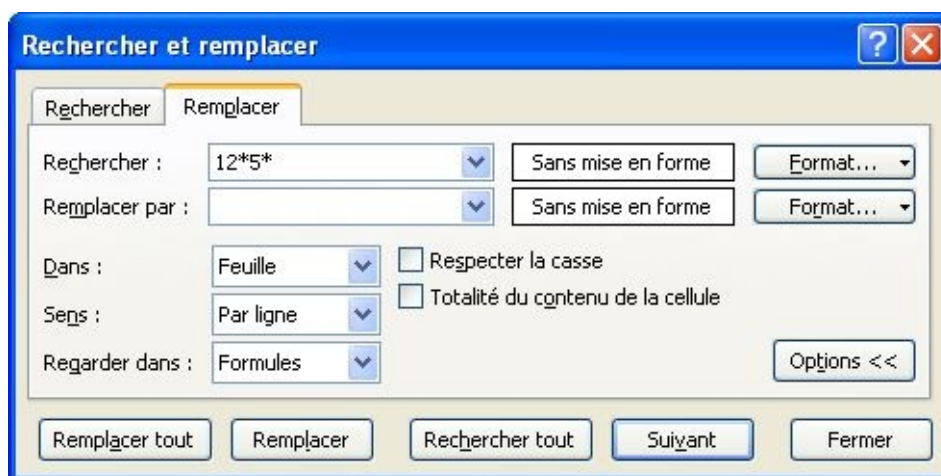 Rechercher et remplacer
Rechercher Remplacer
Rechercher : 12*5* Sans mise en forme Format...
Remplacer par : Sans mise en forme Format...
Dans : Feuille Respecter la casse
Totalité du contenu de la cellule
Sens : Par ligne
Regarder dans : Formules Options <<
Remplacer tout Remplacer Rechercher tout Suivant Fermer